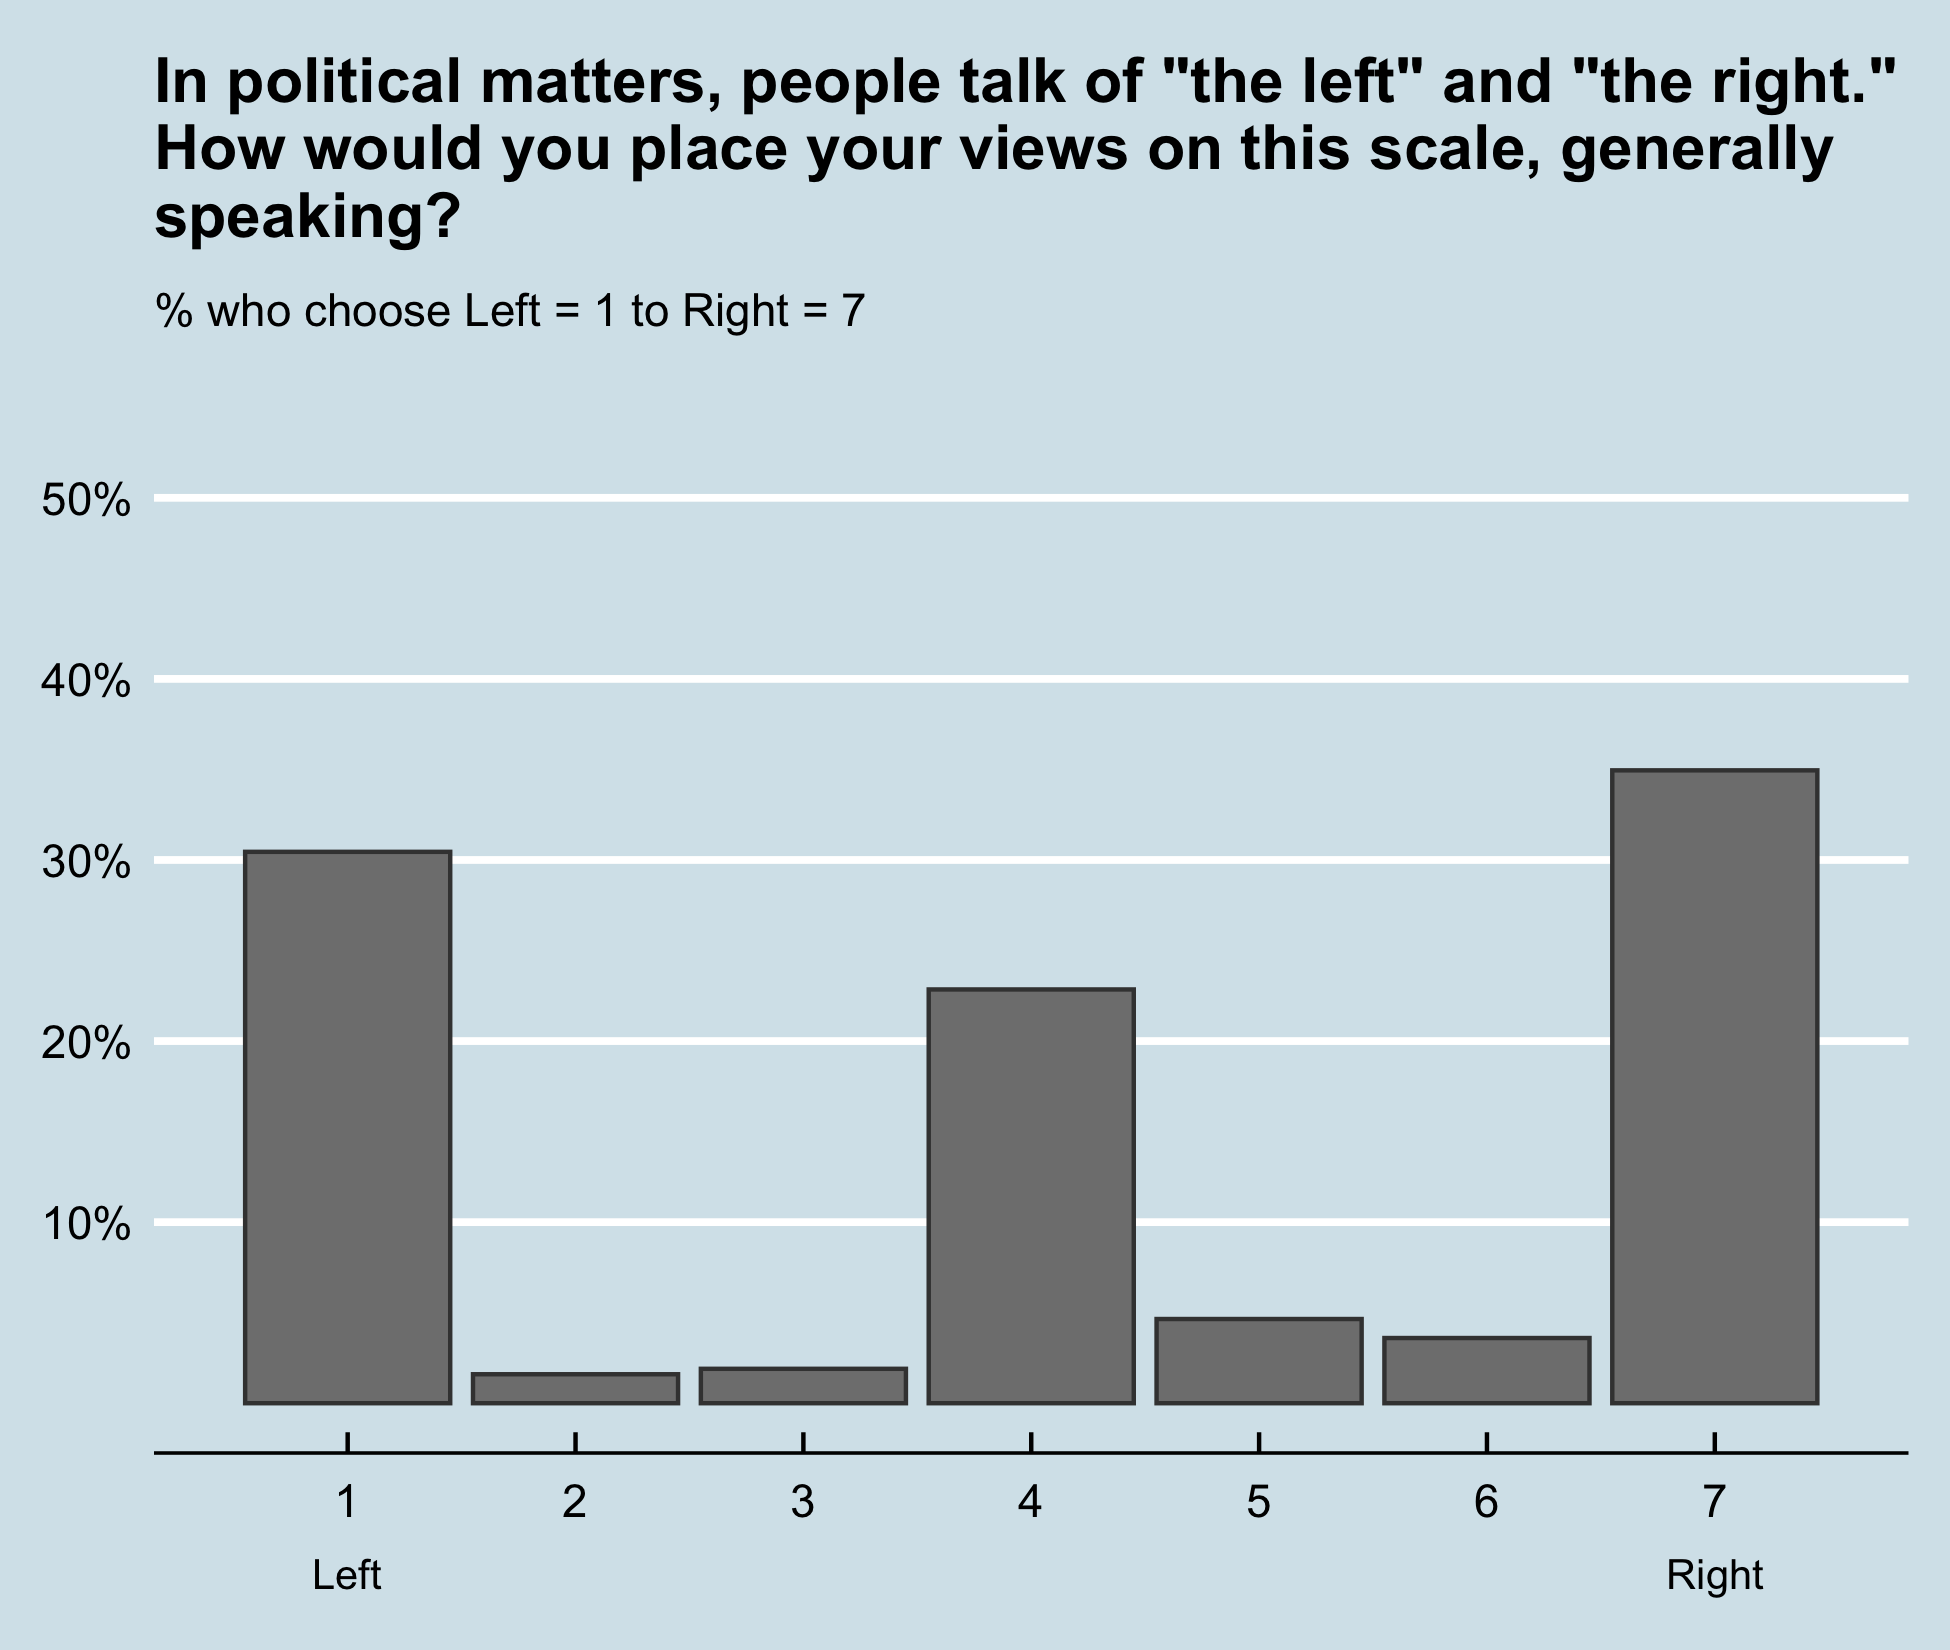 In political matters, people talk of "the left" and "the right."
How would you place your views on this scale, generally
speaking?
% who choose Left = 1 to Right = 7
50%
40%
30%
20%
10%
1 2 3 4 5 6 7
Left Right